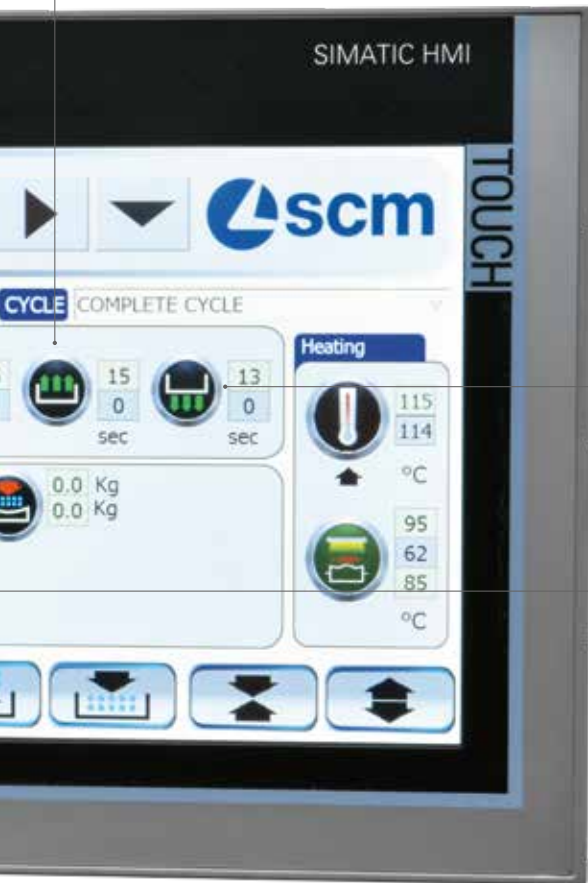 SIMATIC HMI
TOUCH
scm
CYCLE COMPLETE CYCLE
15 13
0 0
sec sec
0.0 Kg
0.0 Kg
Heating
115
114
°C
95
62
85
°C